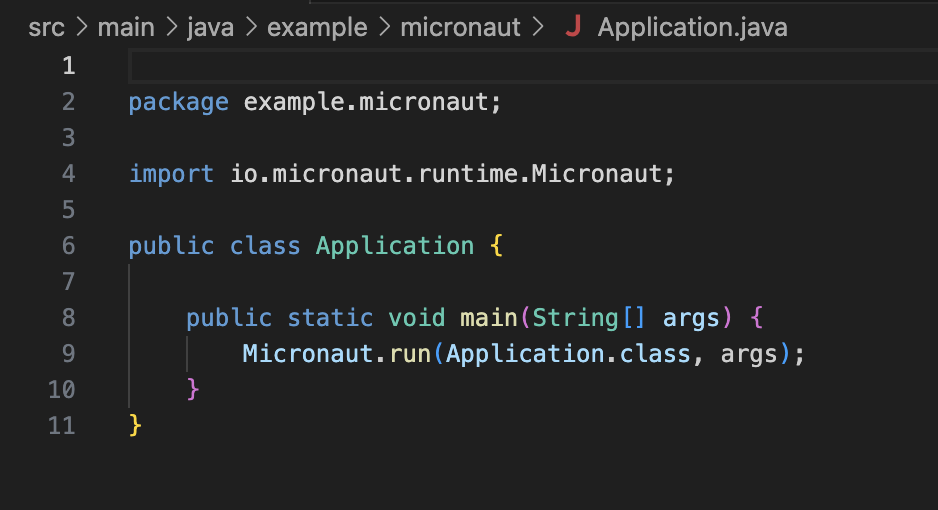 src > main > java > example > micronaut > J Application.java
1
2 package example.micronaut;
3
4 import io.micronaut.runtime.Micronaut;
5
6 public class Application {
7
8     public static void main(String[] args) {
9         Micronaut.run(Application.class, args);
10     }
11 }